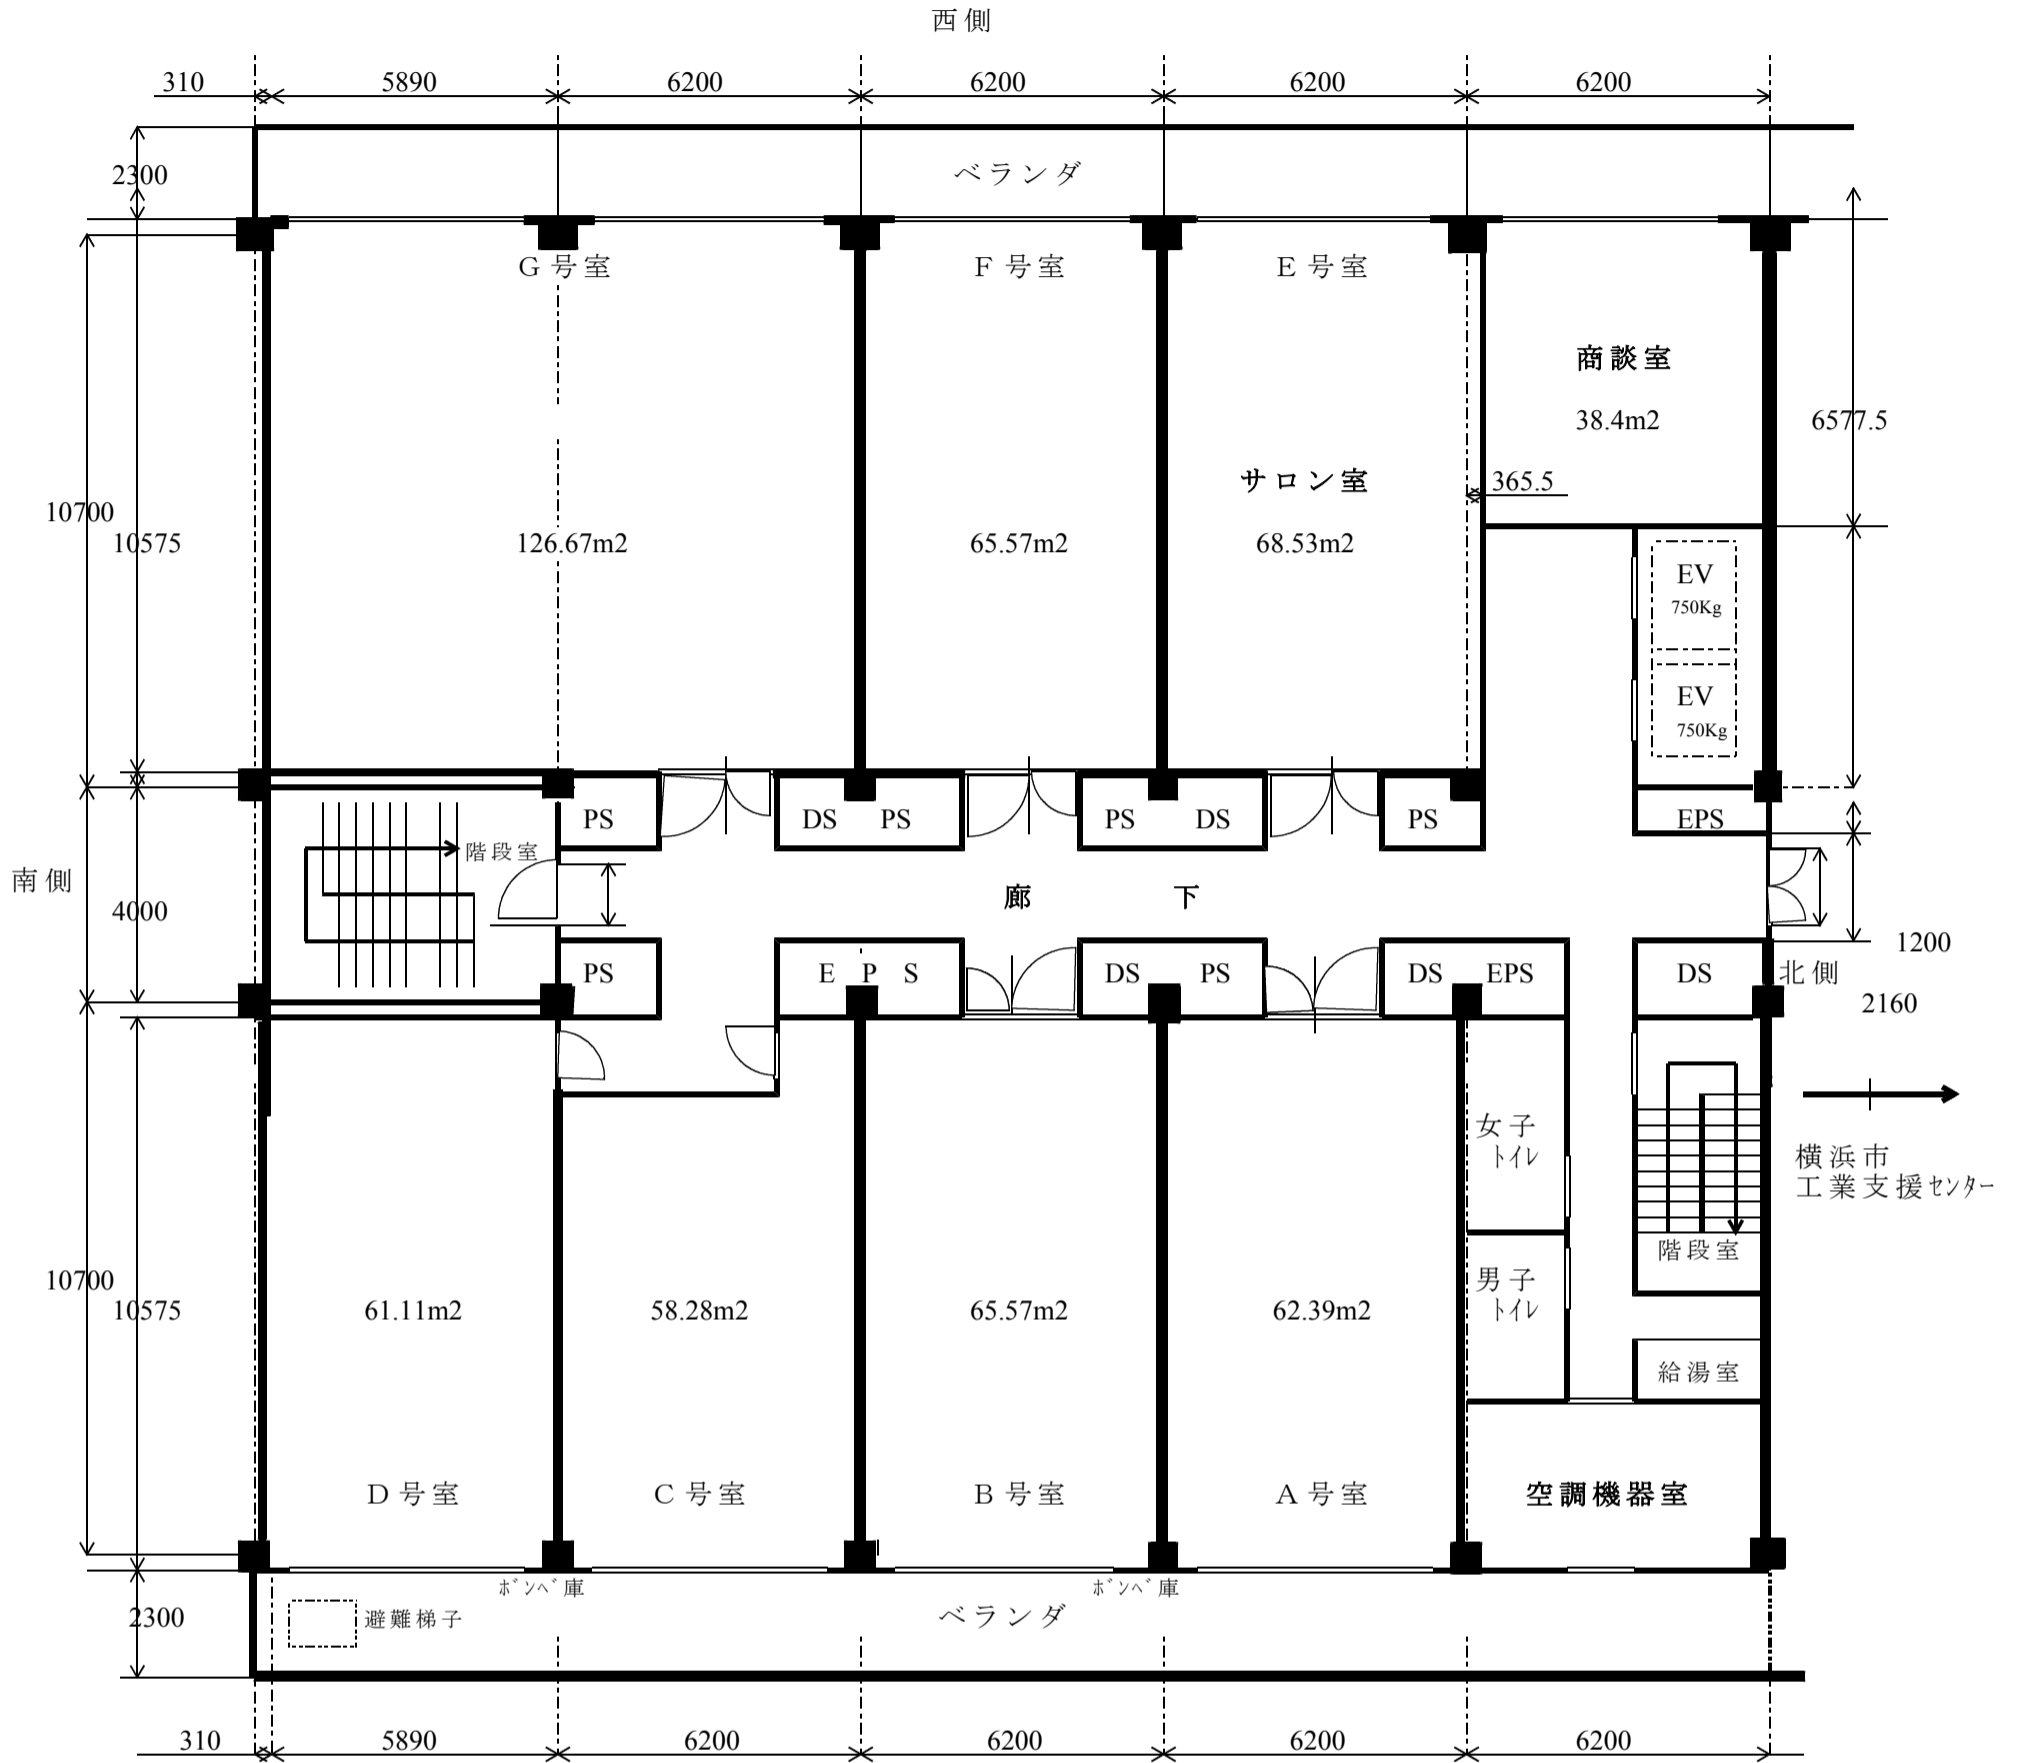 西側
310 5890 6200 6200 6200 6200
2300
ベランダ
G号室 F号室 E号室
商談室
38.4m2
6577.5
サロン室
365.5
10700
10575
126.67m2 65.57m2 68.53m2
EV
750Kg
EV
750Kg
PS DS PS PS DS PS EPS
階段室
南側
廊下
4000
1200
PS EPS DS PS DS EPS DS
北側
2160
女子
トイレ
横浜市
工業支援センター
階段室
男子
トイレ
10700
10575
61.11m2 58.28m2 65.57m2 62.39m2
給湯室
D号室 C号室 B号室 A号室 空調機器室
ボンベ庫 ボンベ庫
2300
避難梯子
ベランダ
310 5890 6200 6200 6200 6200